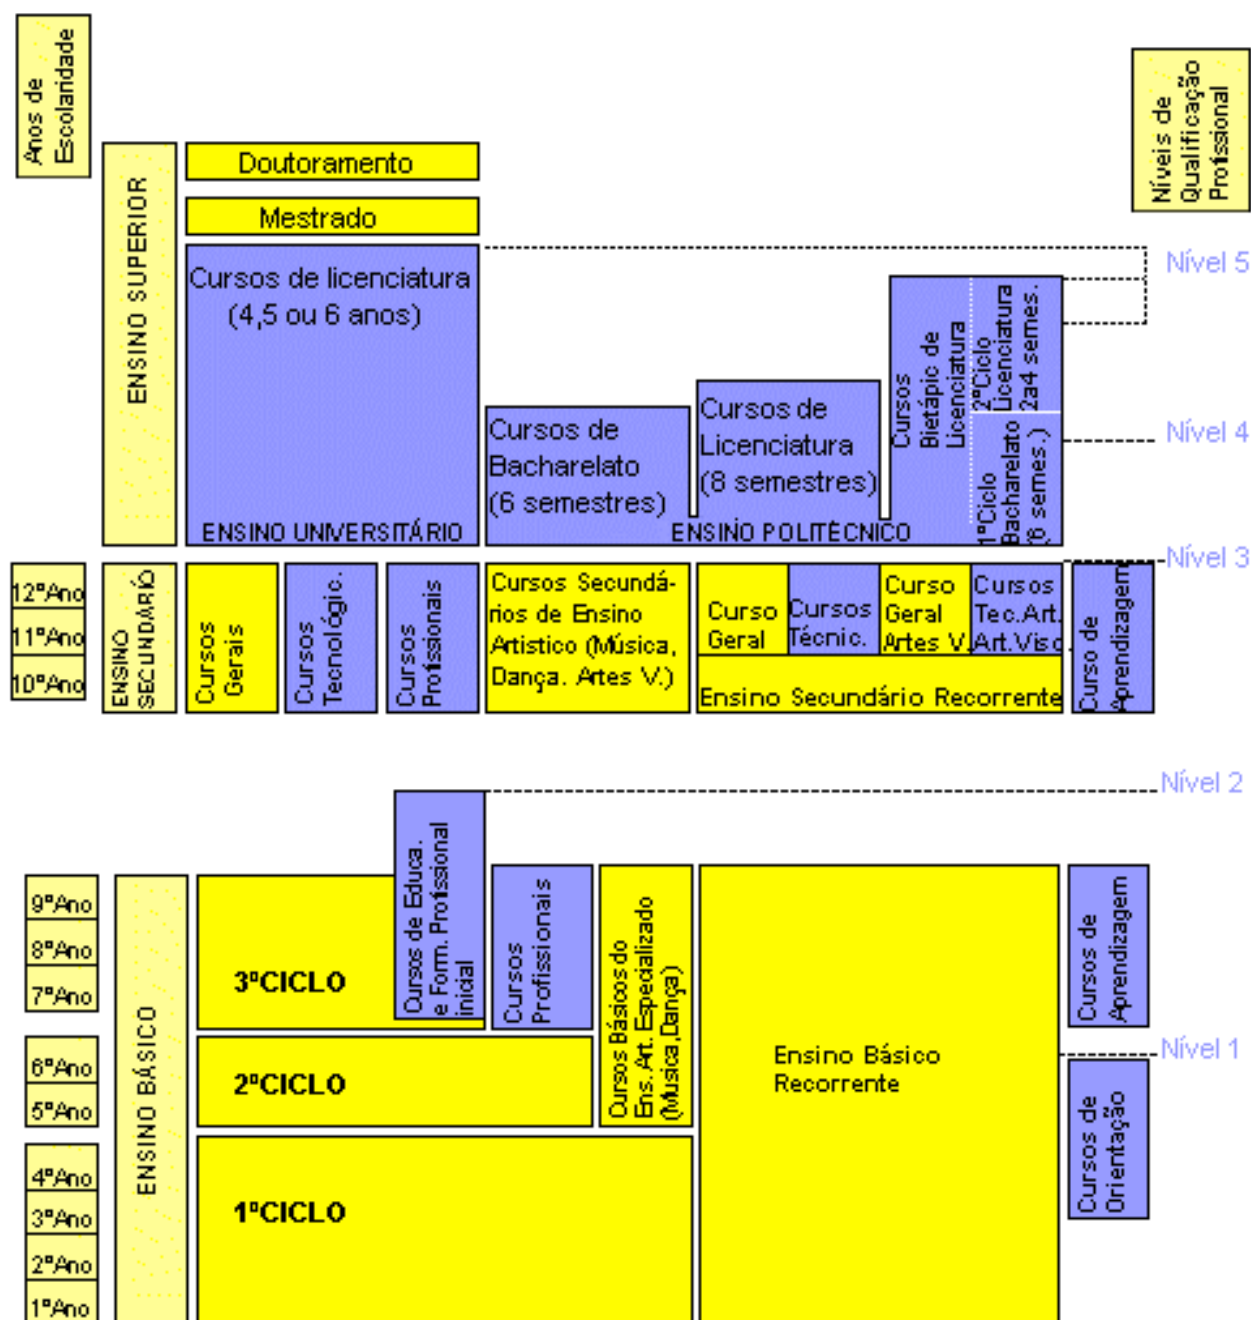 Anos de
Escolaridade
Níveis de
Qualificação
Profissional
ENSINO SUPERIOR
Doutoramento
Mestrado
Cursos de licenciatura
(4,5 ou 6 anos)
ENSINO UNIVERSITÁRIO
Cursos de
Bacharelato
(6 semestres)
Cursos de
Licenciatura
(8 semestres)
ENSINO POLITÉCNICO
Cursos
Bietápic de
Licenciatura
2ºCiclo
Licenciatura
2a4 semes.
1ºCiclo
Bacharelato
(6 semes.)
Nível 5
Nível 4
Nível 3
12ºAno
11ºAno
10ºAno
ENSINO
SECUNDÁRIO
Cursos
Gerais
Cursos
Tecnológic.
Cursos
Profissionais
Cursos Secundá-
rios de Ensino
Artistico (Música,
Dança. Artes V.)
Curso
Geral
Cursos
Técnic.
Curso
Geral
Artes V.
Cursos
Tec.Art.
Art.Visc.
Ensino Secundário Recorrente
Curso de
Aprendizagem
Nível 2
9ºAno
8ºAno
7ºAno
6ºAno
5ºAno
4ºAno
3ºAno
2ºAno
1ºAno
ENSINO BÁSICO
3ºCICLO
2ºCICLO
1ºCICLO
Cursos de Educa.
e Form. Profissional
inicial
Cursos
Profissionais
Cursos Básicos do
Ens. Art. Especializado
(Musica,Dança)
Ensino Básico
Recorrente
Cursos de
Aprendizagem
Nível 1
Cursos de
Orientação